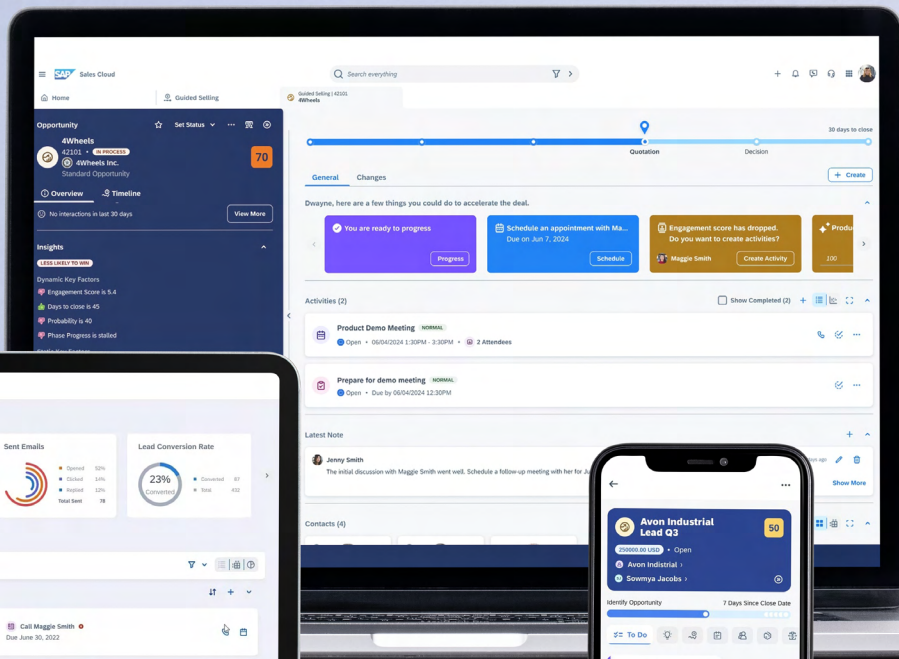 SAP Sales Cloud
Search everything
Home
Guided Selling
Guided Selling | 42101
4Wheels
Opportunity
Set Status
4Wheels
42101 • IN PROCESS
4Wheels Inc.
Standard Opportunity
70
Overview
Timeline
No interactions in last 30 days
View More
Insights
LESS LIKELY TO WIN
Dynamic Key Factors
Engagement Score is 5.4
Days to close is 45
Probability is 40
Phase Progress is stalled
30 days to close
Quotation
Decision
General
Changes
+ Create
Dwayne, here are a few things you could do to accelerate the deal.
You are ready to progress
Progress
Schedule an appointment with Ma...
Due on Jun 7, 2024
Schedule
Engagement score has dropped.
Do you want to create activities?
Maggie Smith
Create Activity
Produ
100
Activities (2)
Show Completed (2)
Product Demo Meeting NORMAL
Open • 06/04/2024 1:30PM - 3:30PM • 2 Attendees
Prepare for demo meeting NORMAL
Open • Due by 06/04/2024 12:30PM
Latest Note
Jenny Smith
ays ago
The initial discussion with Maggie Smith went well. Schedule a follow-up meeting with her for Ju
Show More
Contacts (4)
Sent Emails
Opened 52%
Clicked 14%
Replied 12%
Total Sent 78
Lead Conversion Rate
23%
Converted
Converted 87
Total 432
Call Maggie Smith
Due June 30, 2022
Avon Industrial
Lead Q3
50
250000.00 USD • Open
Avon Indistrial
Sowmya Jacobs
Identify Opportunity
7 Days Since Close Date
To Do